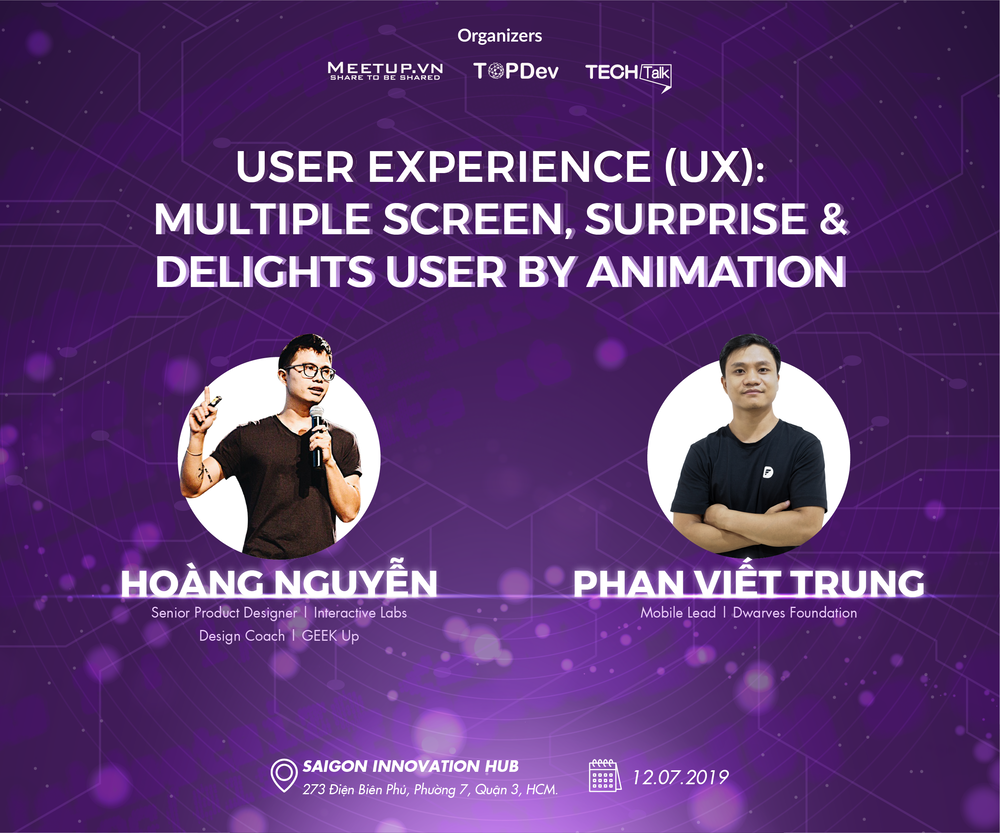 Organizers
MEETUP.VN
SHARE TO BE SHARED
TOPDev
TECH Talk
USER EXPERIENCE (UX):
MULTIPLE SCREEN, SURPRISE &
DELIGHTS USER BY ANIMATION
HOÀNG NGUYỄN
Senior Product Designer | Interactive Labs
Design Coach | GEEK Up
PHAN VIẾT TRUNG
Mobile Lead | Dwarves Foundation
SAIGON INNOVATION HUB
273 Điện Biên Phủ, Phường 7, Quận 3, HCM.
12.07.2019